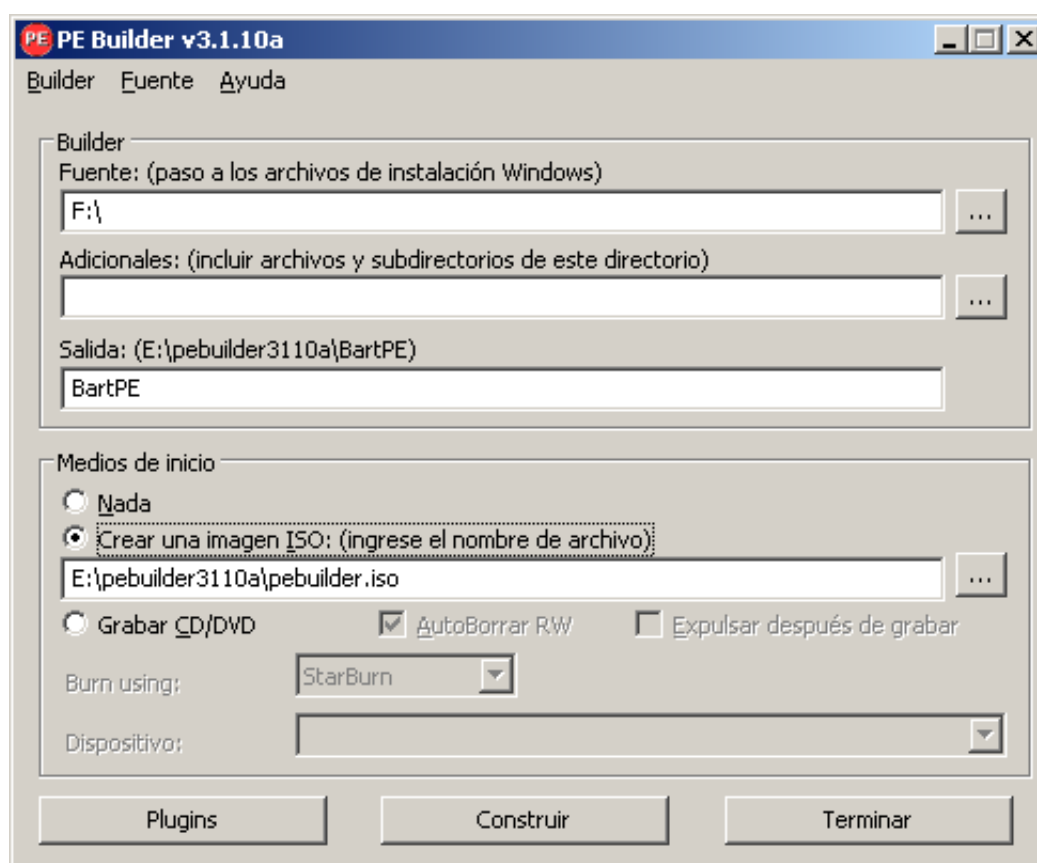 PE PE Builder v3.1.10a
Builder Fuente Ayuda
Builder
Fuente: (paso a los archivos de instalación Windows)
F:\
...
Adicionales: (incluir archivos y subdirectorios de este directorio)
...
Salida: (E:\pebuilder3110a\BartPE)
BartPE
Medios de inicio
Nada
Crear una imagen ISO: (ingrese el nombre de archivo)
E:\pebuilder3110a\pebuilder.iso
...
Grabar CD/DVD AutoBorrar RW Expulsar después de grabar
Burn using: StarBurn
Dispositivo:
Plugins Construir Terminar